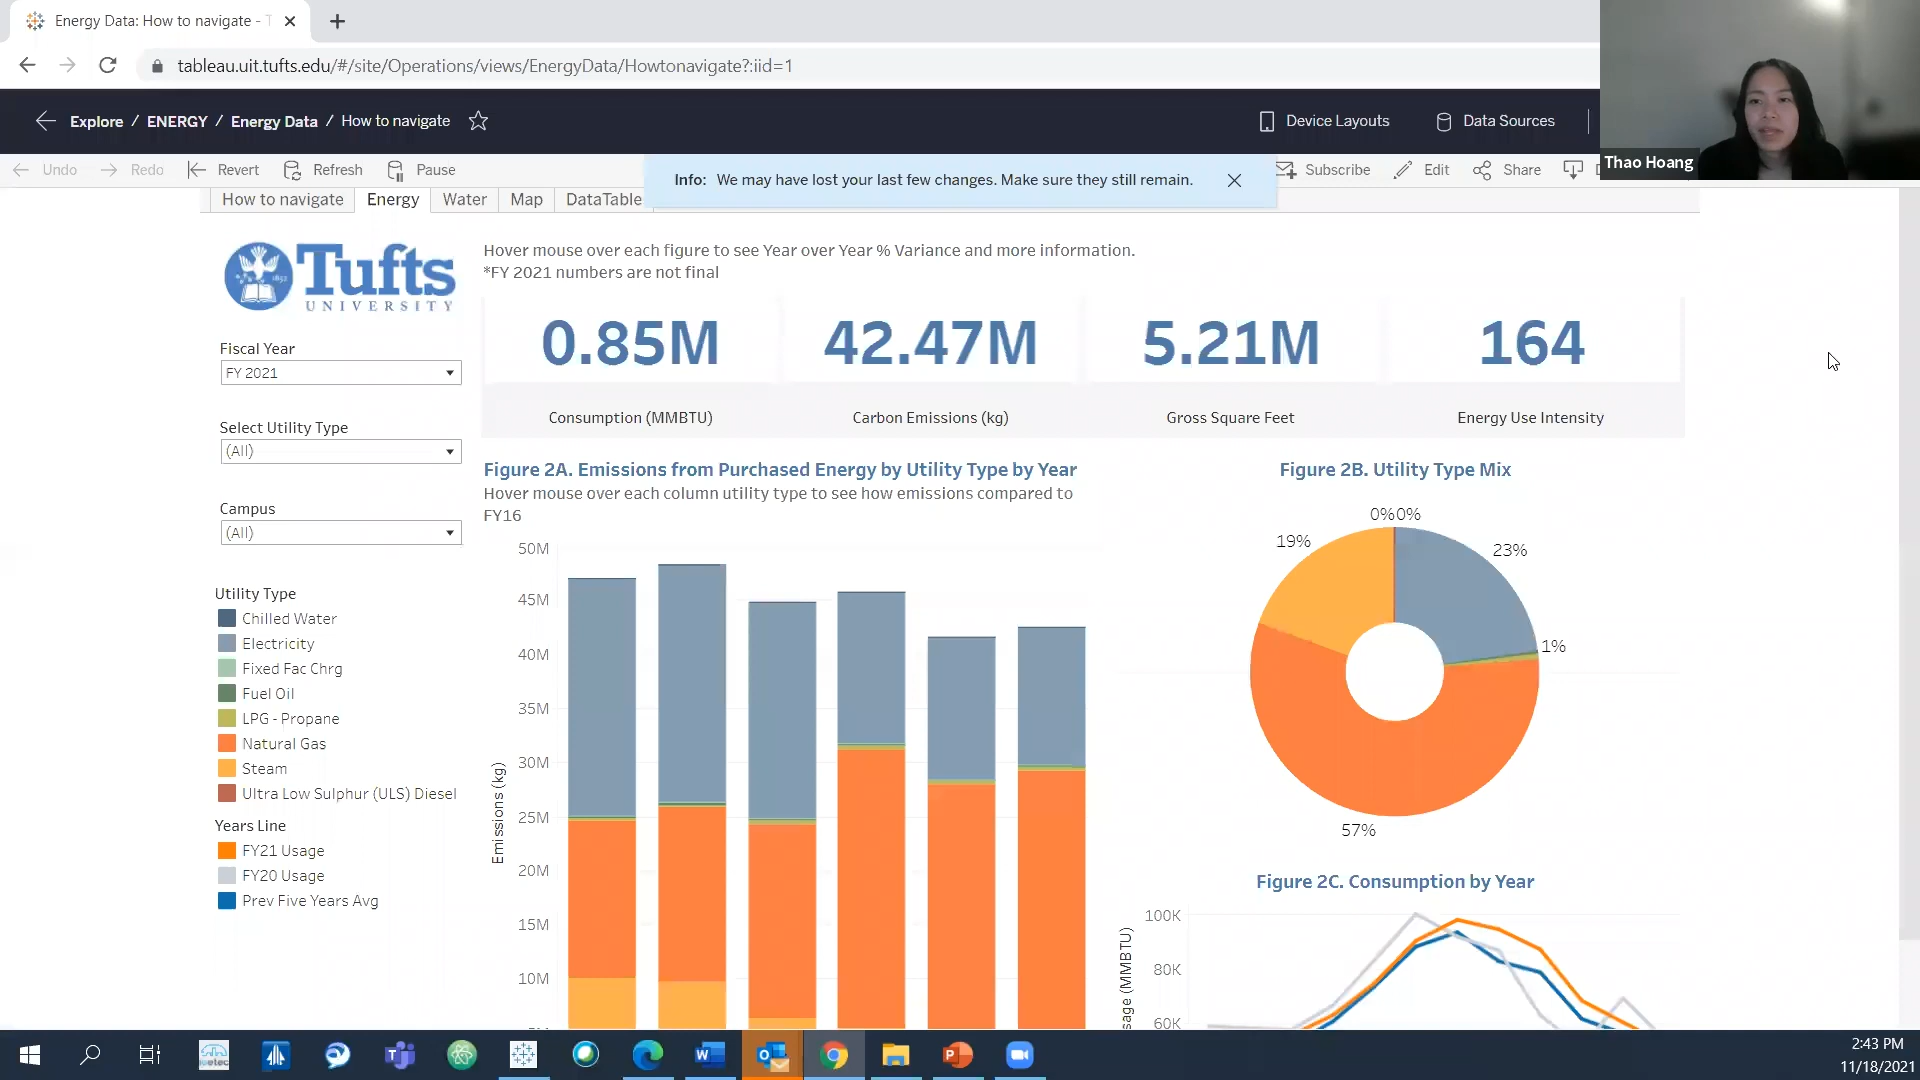 Energy Data: How to navigate - T
tableau.uit.tufts.edu/#/site/Operations/views/EnergyData/Howtonavigate?:iid=1
Explore / ENERGY / Energy Data / How to navigate
Device Layouts
Data Sources
Thao Hoang
Undo
Redo
Revert
Refresh
Pause
Info: We may have lost your last few changes. Make sure they still remain.
Subscribe
Edit
Share
How to navigate
Energy
Water
Map
DataTable
Tufts
UNIVERSITY
Hover mouse over each figure to see Year over Year % Variance and more information.
*FY 2021 numbers are not final
0.85M
42.47M
5.21M
164
Consumption (MMBTU)
Carbon Emissions (kg)
Gross Square Feet
Energy Use Intensity
Fiscal Year
FY 2021
Select Utility Type
(All)
Campus
(All)
Utility Type
Chilled Water
Electricity
Fixed Fac Chrg
Fuel Oil
LPG - Propane
Natural Gas
Steam
Ultra Low Sulphur (ULS) Diesel
Years Line
FY21 Usage
FY20 Usage
Prev Five Years Avg
Figure 2A. Emissions from Purchased Energy by Utility Type by Year
Hover mouse over each column utility type to see how emissions compared to
FY16
50M
45M
40M
35M
30M
25M
20M
15M
10M
Emissions (kg)
Figure 2B. Utility Type Mix
0%0%
19%
23%
1%
57%
Figure 2C. Consumption by Year
100K
80K
60K
sage (MMBTU)
2:43 PM
11/18/2021